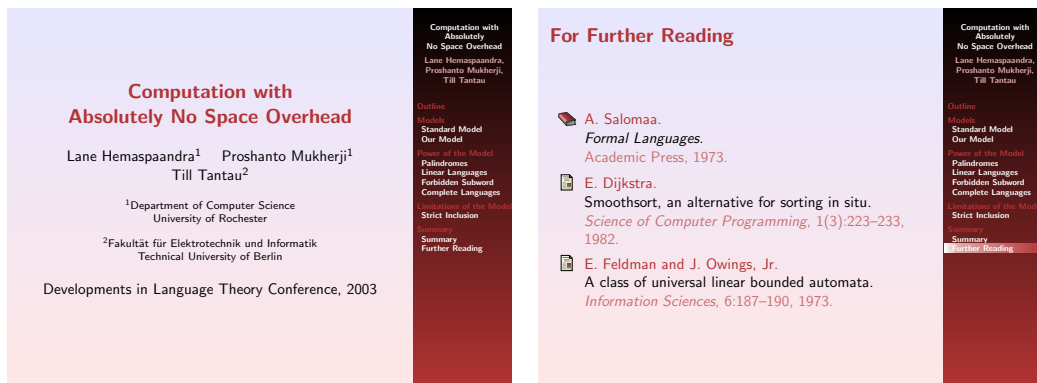 Computation with
Absolutely No Space Overhead
Lane Hemaspaandra1 Proshanto Mukherji1
Till Tantau2
1Department of Computer Science
University of Rochester
2Fakultät für Elektrotechnik und Informatik
Technical University of Berlin
Developments in Language Theory Conference, 2003
Computation with
Absolutely
No Space Overhead
Lane Hemaspaandra,
Proshanto Mukherji,
Till Tantau
Outline
Models
Standard Model
Our Model
Power of the Model
Palindromes
Linear Languages
Forbidden Subword
Complete Languages
Limitations of the Model
Strict Inclusion
Summary
Summary
Further Reading
For Further Reading
A. Salomaa.
Formal Languages.
Academic Press, 1973.
E. Dijkstra.
Smoothsort, an alternative for sorting in situ.
Science of Computer Programming, 1(3):223–233,
1982.
E. Feldman and J. Owings, Jr.
A class of universal linear bounded automata.
Information Sciences, 6:187–190, 1973.
Computation with
Absolutely
No Space Overhead
Lane Hemaspaandra,
Proshanto Mukherji,
Till Tantau
Outline
Models
Standard Model
Our Model
Power of the Model
Palindromes
Linear Languages
Forbidden Subword
Complete Languages
Limitations of the Mod
Strict Inclusion
Summary
Summary
Further Reading